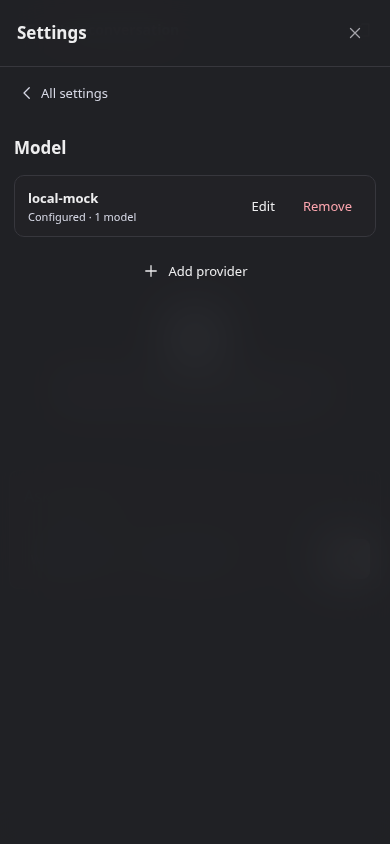 Settings
All settings
Model
local-mock
Configured · 1 model
Edit
Remove
Add provider